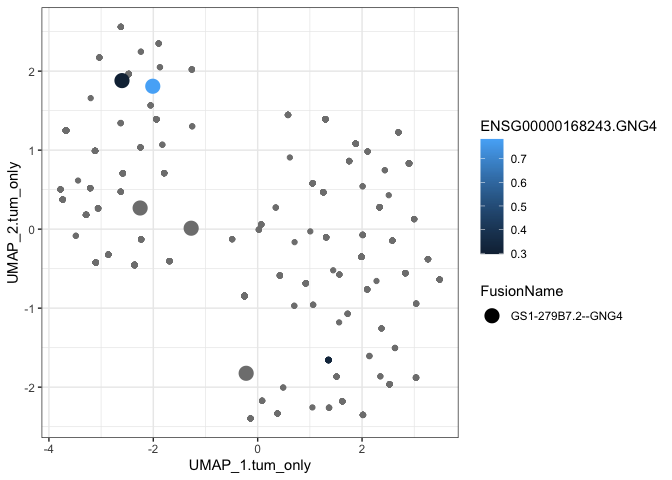 2
1
0
-1
-2
-4
-2
0
2
UMAP_1.tum_only
UMAP_2.tum_only
ENSG00000168243.GNG4
0.7
0.6
0.5
0.4
0.3
FusionName
GS1-279B7.2--GNG4